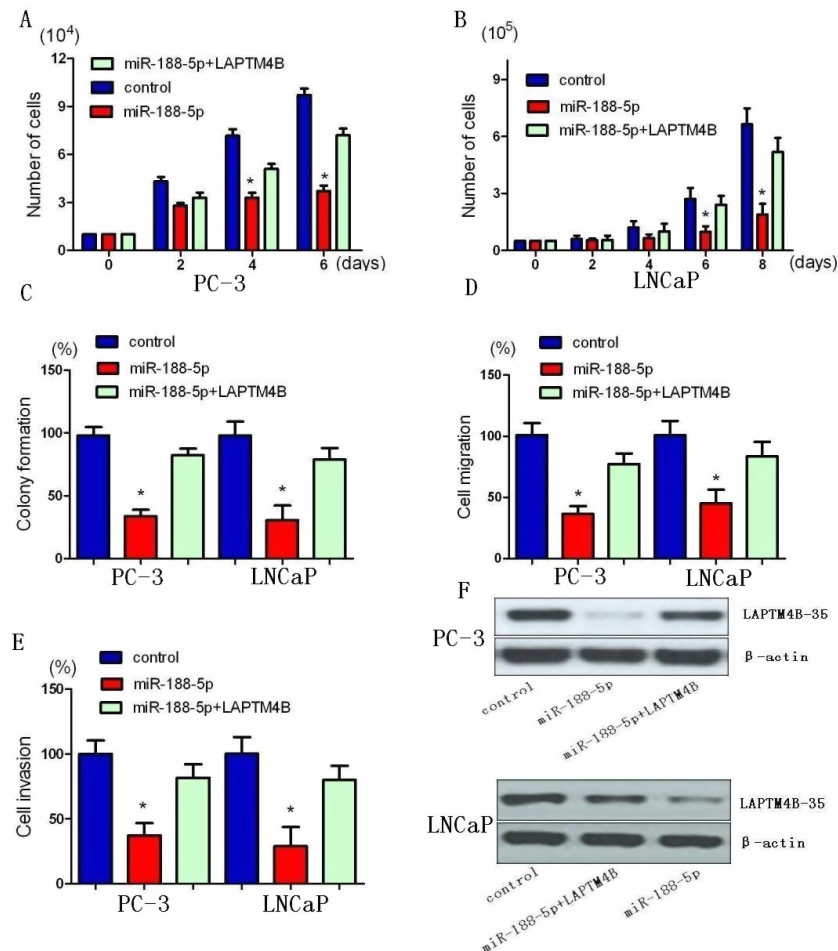 A
(10⁴)
miR-188-5p+LAPTM4B
control
miR-188-5p
Number of cells
12
9
6
3
0
*
*
0 2 4 6 (days)
PC-3
B
(10⁵)
control
miR-188-5p
miR-188-5p+LAPTM4B
Number of cells
9
6
3
0
*
*
0 2 4 6 8 (days)
LNCaP
C
(%)
control
miR-188-5p
miR-188-5p+LAPTM4B
Colony formation
150
100
50
0
*
*
PC-3 LNCaP
D
(%)
control
miR-188-5p
miR-188-5p+LAPTM4B
Cell migration
150
100
50
0
*
*
PC-3 LNCaP
E
(%)
control
miR-188-5p
miR-188-5p+LAPTM4B
Cell invasion
150
100
50
0
*
*
PC-3 LNCaP
F
PC-3
LAPTM4B-35
β-actin
control
miR-188-5p
miR-188-5p+LAPTM4B
LNCaP
LAPTM4B-35
β-actin
control
miR-188-5p+LAPTM4B
miR-188-5p